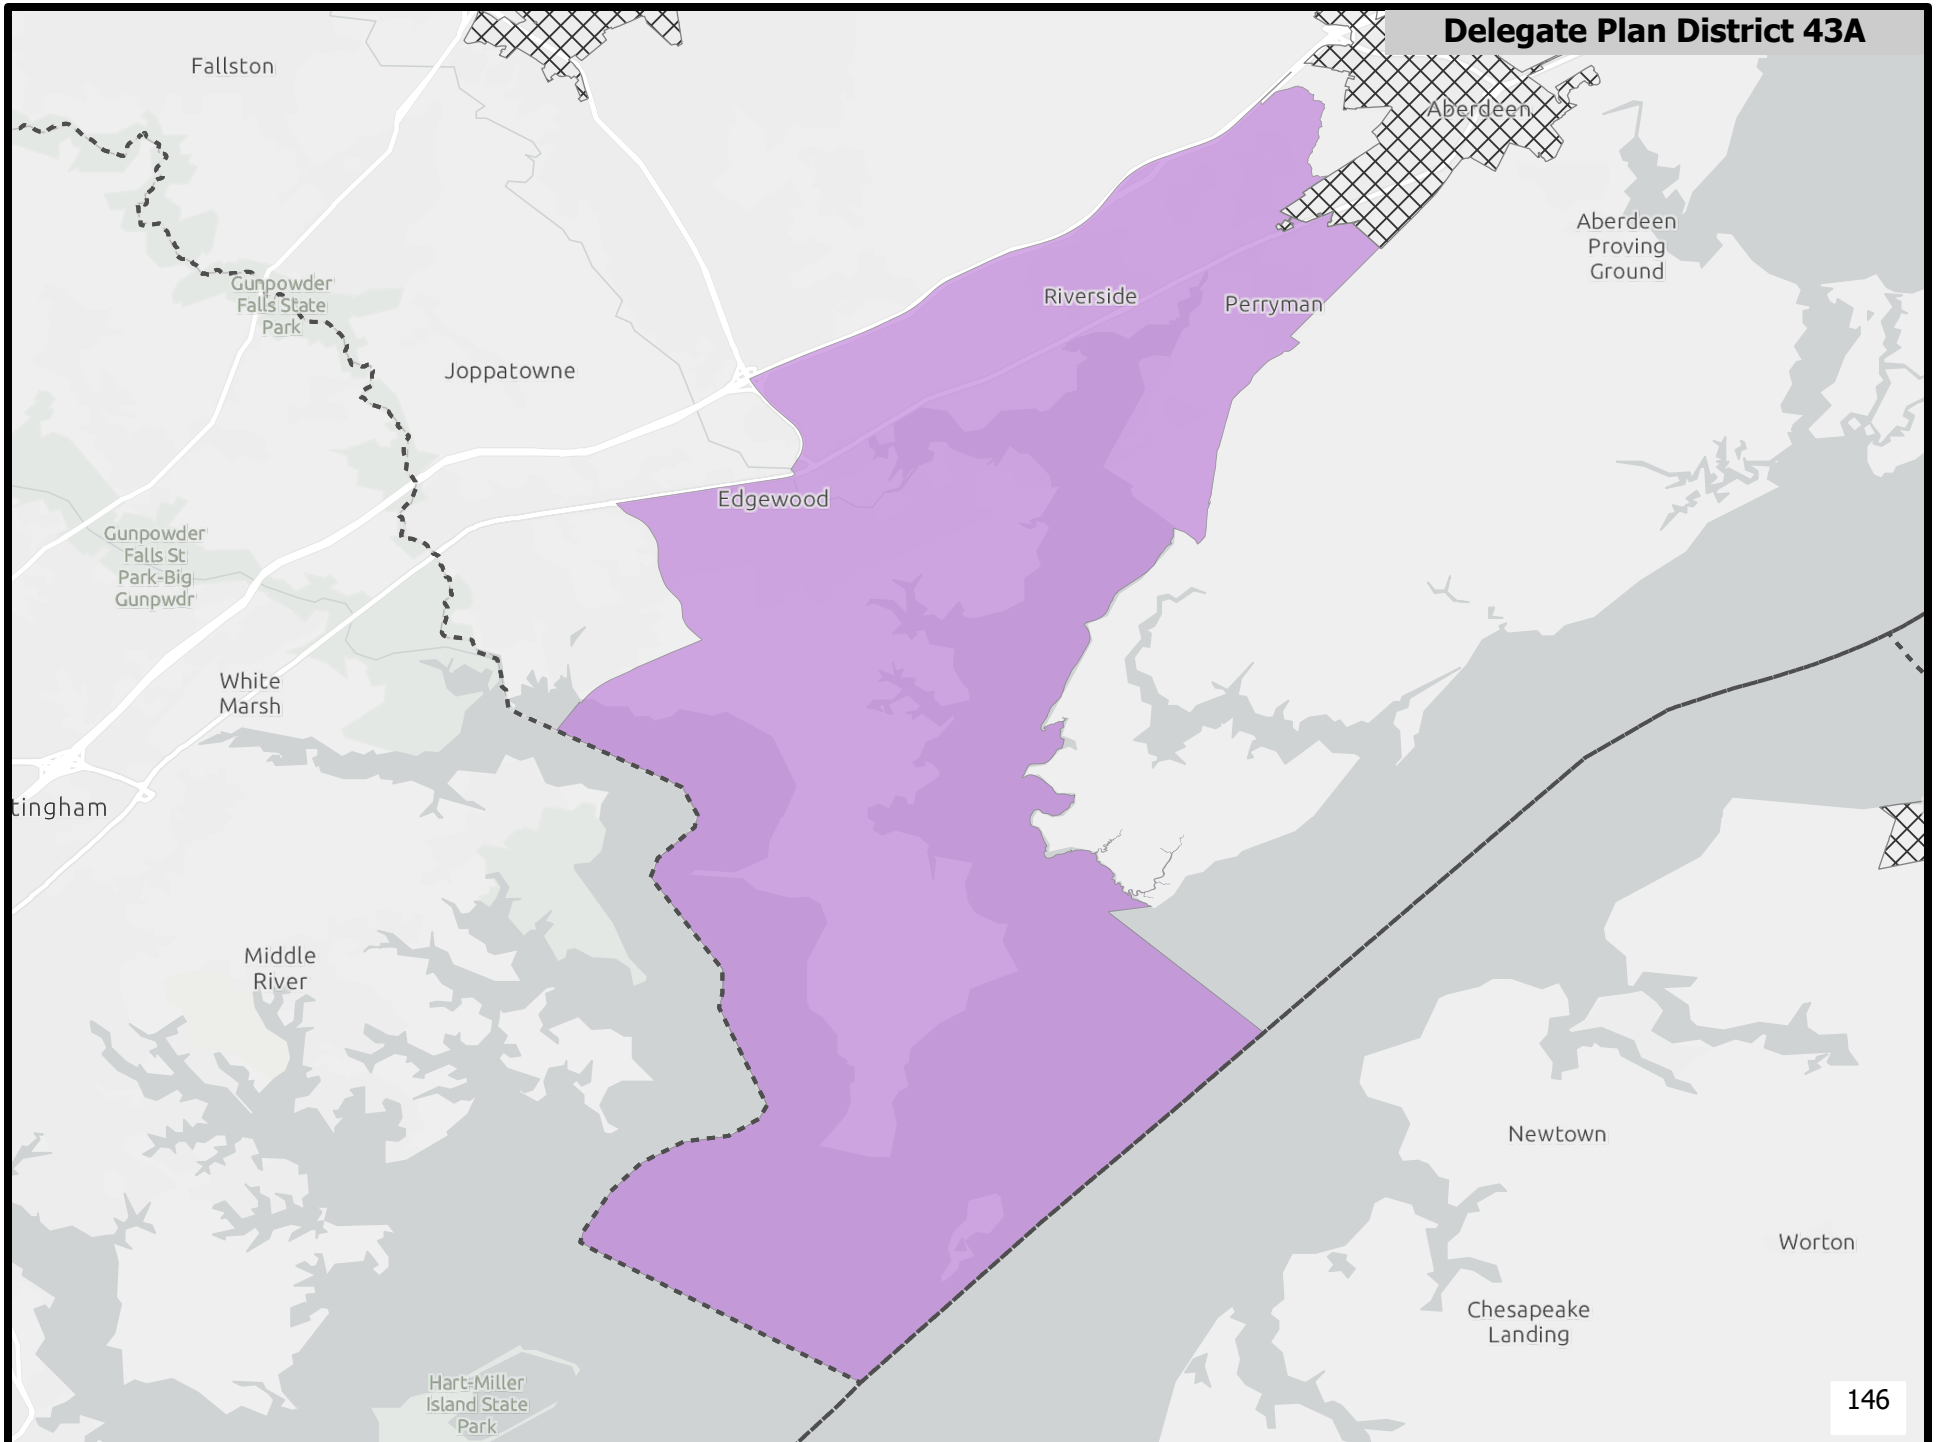 Delegate Plan District 43A
Fallston
Aberdeen
Aberdeen
Proving
Ground
Gunpowder
Falls State
Park
Riverside
Perryman
Joppatowne
Edgewood
Gunpowder
Falls St
Park-Big
Gunpwdr
White
Marsh
tingham
Middle
River
Newtown
Worton
Chesapeake
Landing
Hart-Miller
Island State
Park
146